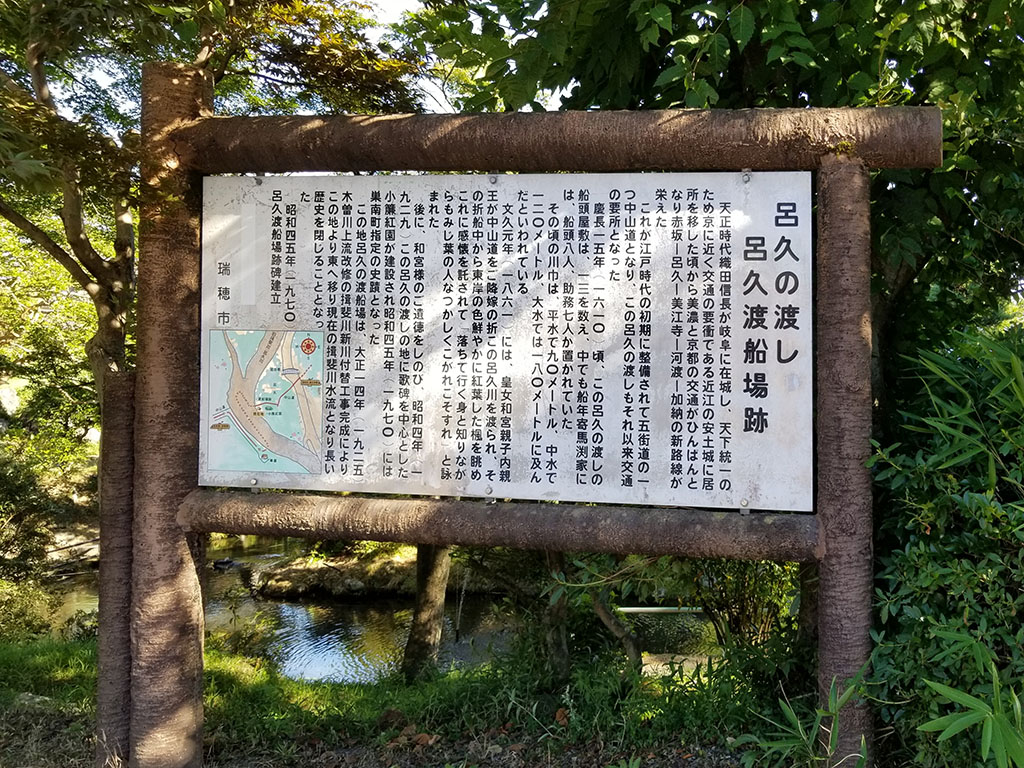 呂久の渡し
呂久渡船場跡
天正時代織田信長が岐阜に在城し、天下統一の
ため京に近く交通の要衝である近江の安土城に居
所を移した頃から美濃と京都の交通がひんぱんと
なり赤坂ー呂久ー美江寺ー河渡ー加納の新路線が
栄えた
これが江戸時代の初期に整備されて五街道の一
つ中山道となり、この呂久の渡しもそれ以来交通
の要所となった
慶長一五年(一六一〇)頃、この呂久の渡しの
船頭屋敷は、一三を数え、中でも船年寄馬渕家に
は、船頭八人、助務七人が置かれていた
その頃の川巾は、平水で九〇メートル、中水で
一二〇メートル、大水では一八〇メートルに及ん
だといわれている
文久元年(一八六一)には、皇女和宮親子内親
王が中山道をご降嫁の折この呂久川を渡られ、そ
の折船中から東岸の色鮮やかに紅葉した楓を眺め
これに感懐を託されて「落ちて行く身と知りなが
らもみじ葉の人なつかしくこがれこそすれ」と詠
まれた
後に、和宮様のご遺徳をしのび、昭和四年(一
九二九)この呂久の渡しの地に歌碑を中心とした
小簾紅園が建設され昭和四五年(一九七〇)には
巣南町指定の史蹟となった
この地呂久の渡船場は、大正一四年(一九二五)
木曽川上流改修の揖斐川新川付替工事完成により
この地より東へ移り現在の揖斐川水流となり長い
歴史を閉じることとなっ
た
昭和四五年(一九七〇)
呂久渡船場跡碑建立
瑞穂市